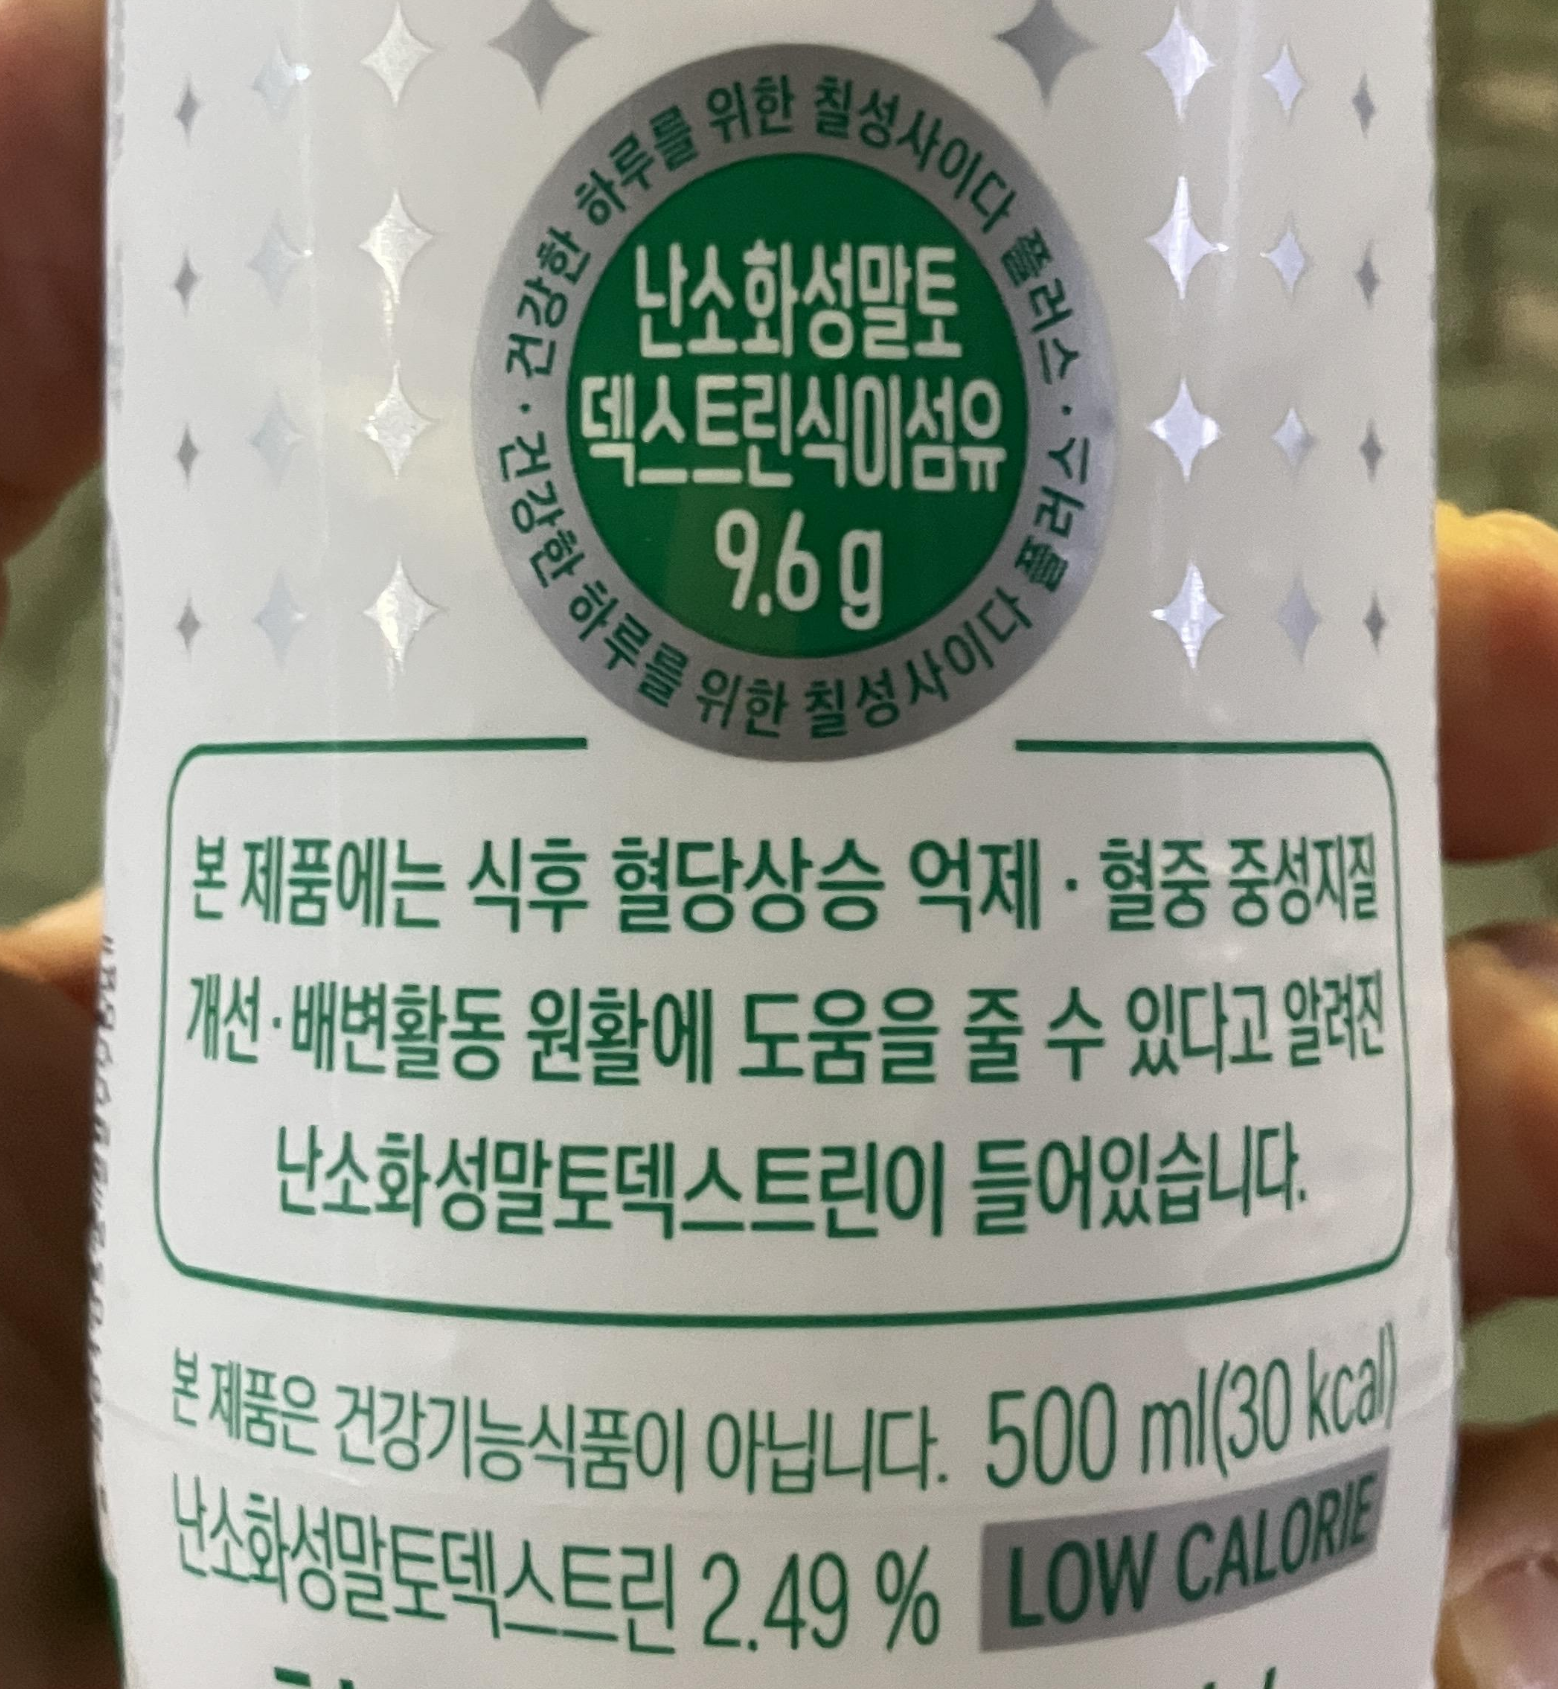 건강한 하루를 위한 칠성사이다 플러스 ·
난소화성말토
덱스트린식이섬유
9.6 g
건강한 하루를 위한 칠성사이다 플러스 ·
본 제품에는 식후 혈당상승 억제 · 혈중 중성지질
개선·배변활동 원활에 도움을 줄 수 있다고 알려진
난소화성말토덱스트린이 들어있습니다.
본 제품은 건강기능식품이 아닙니다. 500 ml(30 kcal)
난소화성말토덱스트린 2.49 % LOW CALORIE